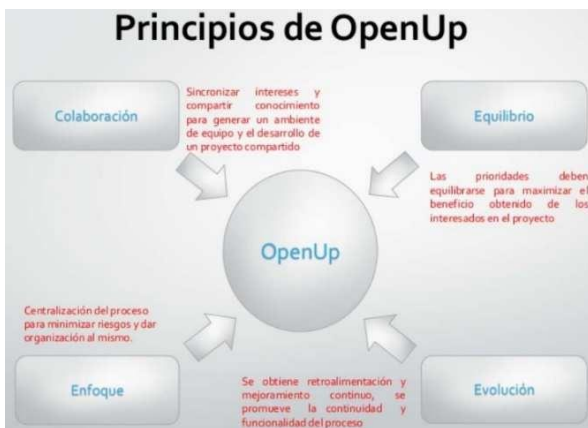 Principios de OpenUp
Colaboración
Sincronizar intereses y
compartir conocimiento
para generar un ambiente
de equipo y el desarrollo de
un proyecto compartido
Equilibrio
Las prioridades deben
equilibrarse para maximizar el
beneficio obtenido de los
interesados en el proyecto
OpenUp
Centralización del proceso
para minimizar riesgos y dar
organización al mismo.
Enfoque
Se obtiene retroalimentación y
mejoramiento continuo, se
promueve la continuidad y
funcionalidad del proceso
Evolución